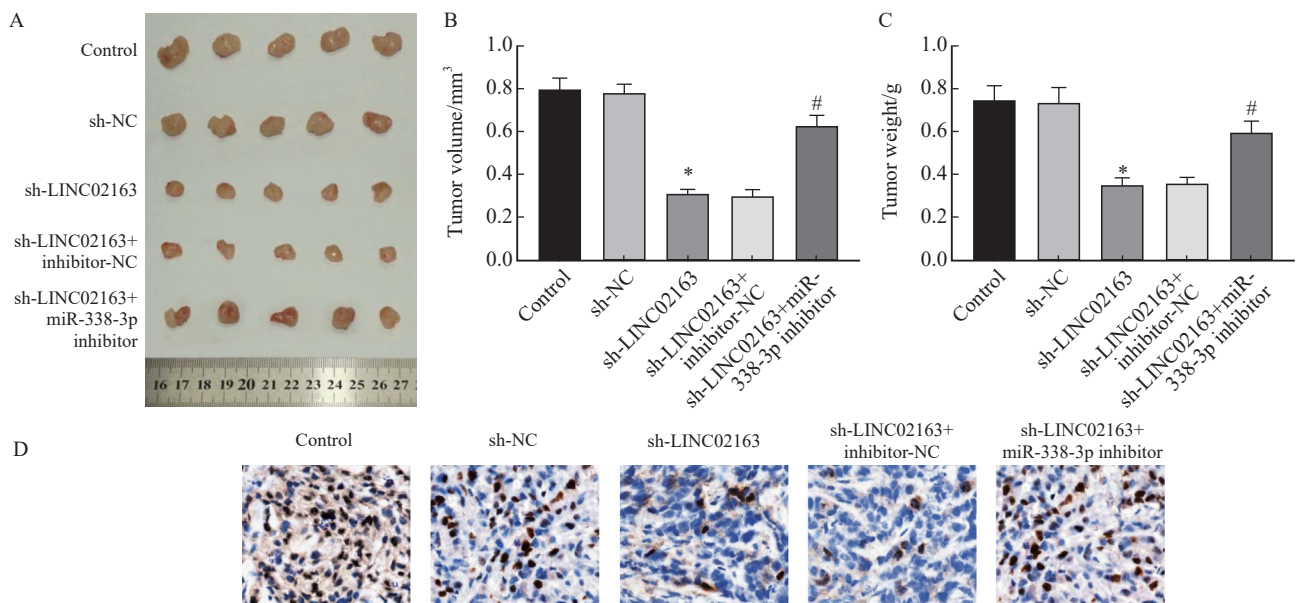 A
Control
sh-NC
sh-LINC02163
sh-LINC02163+
inhibitor-NC
sh-LINC02163+
miR-338-3p
inhibitor
16 17 18 19 20 21 22 23 24 25 26 27
B
Tumor volume/mm³
1.0
0.8
0.6
0.4
0.2
0
*
#
Control
sh-NC
sh-LINC02163
sh-LINC02163+
inhibitor-NC
sh-LINC02163+miR-
338-3p inhibitor
C
Tumor weight/g
1.0
0.8
0.6
0.4
0.2
0
*
#
Control
sh-NC
sh-LINC02163
sh-LINC02163+
inhibitor-NC
sh-LINC02163+miR-
338-3p inhibitor
D
Control
sh-NC
sh-LINC02163
sh-LINC02163+
inhibitor-NC
sh-LINC02163+
miR-338-3p inhibitor